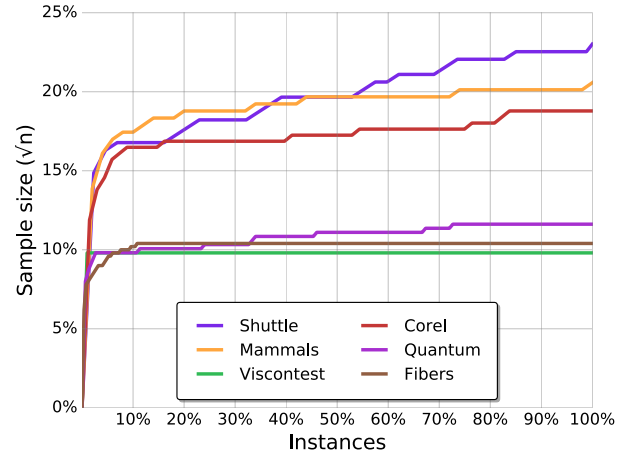 25%
20%
15%
10%
5%
0%
Sample size (√n)
Shuttle
Mammals
Viscontest
Corel
Quantum
Fibers
10% 20% 30% 40% 50% 60% 70% 80% 90% 100%
Instances